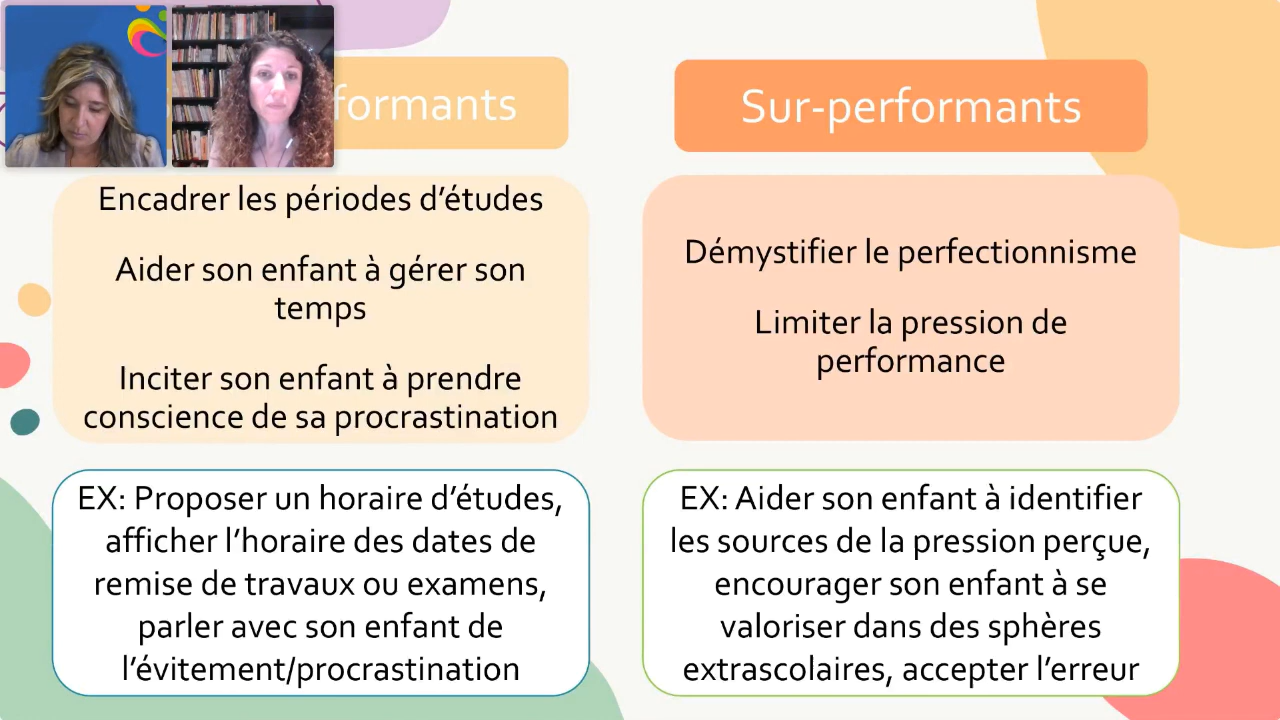 formants
Encadrer les périodes d’études
Aider son enfant à gérer son
temps
Inciter son enfant à prendre
conscience de sa procrastination
EX: Proposer un horaire d’études,
afficher l’horaire des dates de
remise de travaux ou examens,
parler avec son enfant de
l’évitement/procrastination
Sur-performants
Démystifier le perfectionnisme
Limiter la pression de
performance
EX: Aider son enfant à identifier
les sources de la pression perçue,
encourager son enfant à se
valoriser dans des sphères
extrascolaires, accepter l’erreur